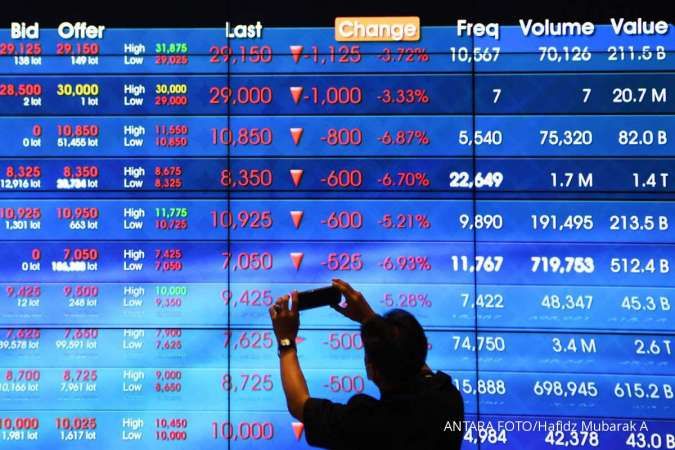 Bid Offer Last Change Freq Volume Value
29,125 29,150 High 31,875 29,150 -1,125 -3.72% 10,567 70,126 211.5 B
138 lot 149 lot Low 29,025
28,500 30,000 High 30,000 29,000 -1,000 -3.33% 7 7 20.7 M
2 lot 1 lot Low 29,000
0 10,850 High 11,550 10,850 -800 -6.87% 5,540 75,320 82.0 B
0 lot 51,455 lot Low 10,850
8,325 8,350 High 8,675 8,350 -600 -6.70% 22,649 1.7 M 1.4 T
12,916 lot lot Low 8,325
10,925 10,950 High 11,775 10,925 -600 -5.21% 9,890 191,495 213.5 B
1,301 lot 663 lot Low 10,725
0 7,050 High 7,425 7,050 -525 -6.93% 11,767 719,753 512.4 B
0 lot lot Low 7,050
9,425 9,500 High 10,000 9,425 -5.28% 7,422 48,347 45.3 B
12 lot 248 lot Low 9,350
7,625 7,650 High 7,900 7,625 -500 74,750 3.4 M 2.6 T
39,578 lot 99,591 lot Low 7,625
8,700 8,725 High 9,000 8,725 -500 15,888 698,945 615.2 B
10,166 lot 7,961 lot Low 8,650
10,000 10,025 High 10,450 10,000 4,984 42,378 43.0 B
1,981 lot 1,617 lot Low 10,000
ANTARA FOTO/Hafidz Mubarak A